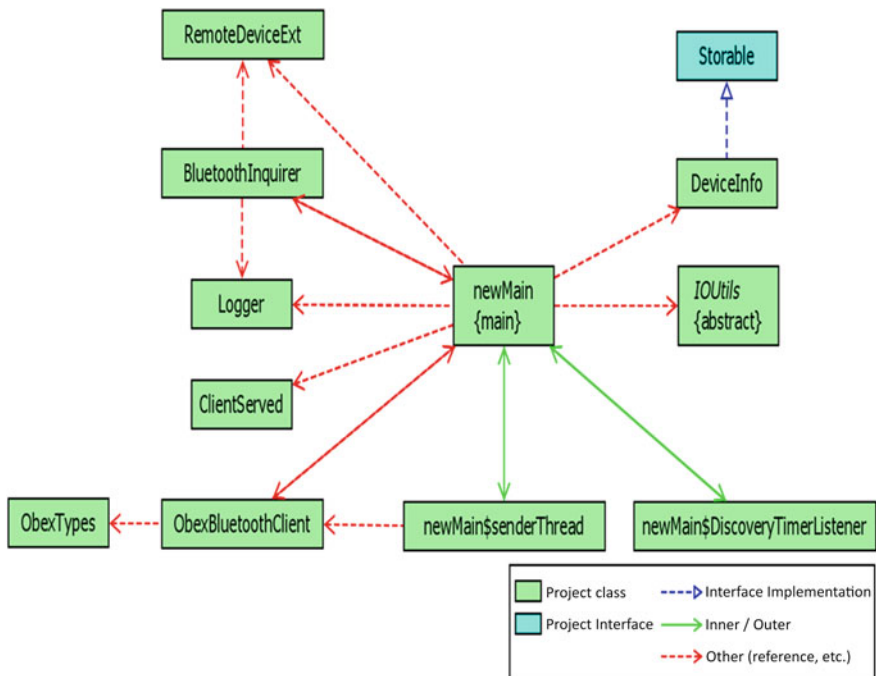 RemoteDeviceExt
Storable
BluetoothInquirer
DeviceInfo
newMain
{main}
IOUtils
{abstract}
Logger
ClientServed
ObexTypes
ObexBluetoothClient
newMain$senderThread
newMain$DiscoveryTimerListener
Project class
Interface Implementation
Project Interface
Inner / Outer
Other (reference, etc.)